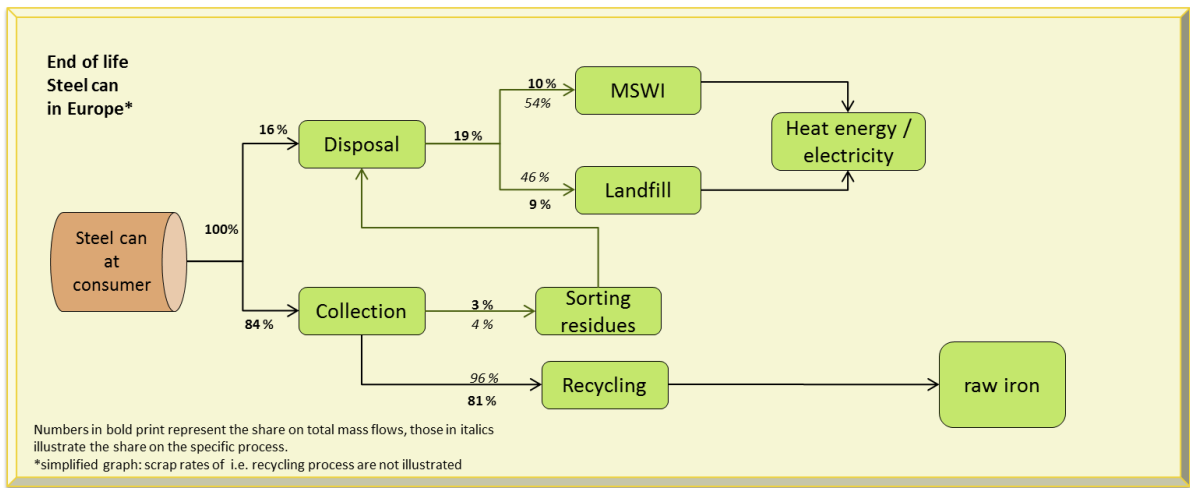 End of life
Steel can
in Europe*
16 %
Disposal
19 %
10 %
54%
MSWI
Heat energy /
electricity
46 %
9 %
Landfill
100%
Steel can
at
consumer
84 %
Collection
3 %
4 %
Sorting
residues
96 %
81 %
Recycling
raw iron
Numbers in bold print represent the share on total mass flows, those in italics
illustrate the share on the specific process.
*simplified graph: scrap rates of i.e. recycling process are not illustrated